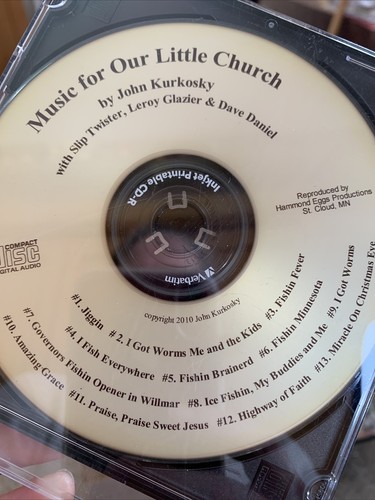 Music for Our Little Church
by John Kurkosky
with Slip Twister, Leroy Glazier & Dave Daniel
Inkjet Printable CD-R
Reproduced by
Hammond Eggs Productions
St. Cloud, MN
COMPACT
disc
DIGITAL AUDIO
Verbatim
copyright 2010 John Kurkosky
#1. Jiggin # 2. I Got Worms Me and the Kids #3. Fishin Fever
#4. I Fish Everywhere #5. Fishin Brainerd #6. Fishin Minnesota
#7. Governors Fishin Opener in Willmar #8. Ice Fishin, My Buddies and Me #9. I Got Worms
#10. Amazing Grace #11. Praise, Praise Sweet Jesus #12. Highway of Faith #13. Miracle On Christmas Eve